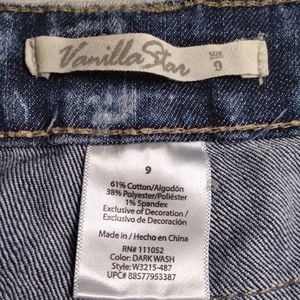 Vanilla Star
SIZE
9
9
61% Cotton/Algodón
38% Polyester/Poliéster
1% Spandex
Exclusive of Decoration /
Exclusivo de Decoración
Made in / Hecho en China
RN# 111052
Color: DARK WASH
Style: W3215-487
UPC# 88577953387